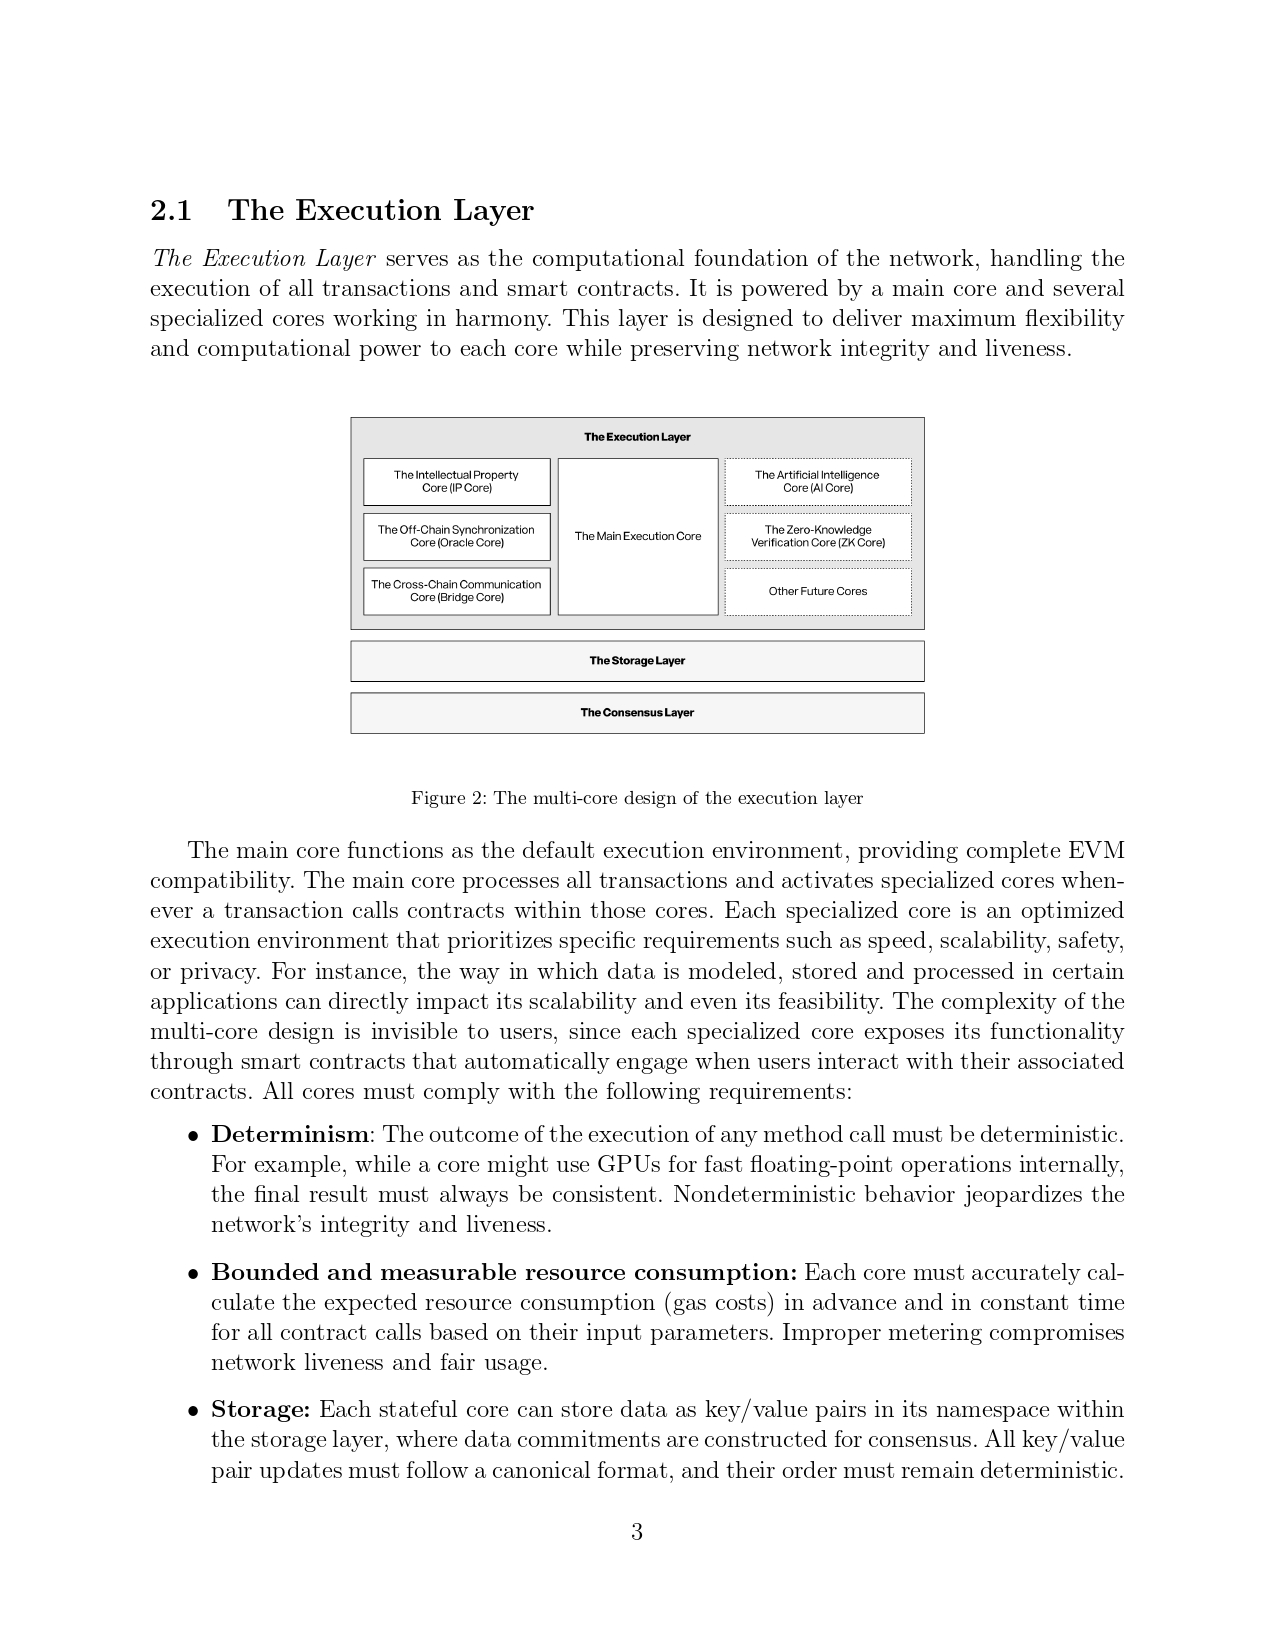 2.1 The Execution Layer
The Execution Layer serves as the computational foundation of the network, handling the
execution of all transactions and smart contracts. It is powered by a main core and several
specialized cores working in harmony. This layer is designed to deliver maximum flexibility
and computational power to each core while preserving network integrity and liveness.
The Execution Layer
The Intellectual Property
Core (IP Core)
The Off-Chain Synchronization
Core (Oracle Core)
The Cross-Chain Communication
Core (Bridge Core)
The Main Execution Core
The Artificial Intelligence
Core (AI Core)
The Zero-Knowledge
Verification Core (ZK Core)
Other Future Cores
The Storage Layer
The Consensus Layer
Figure 2: The multi-core design of the execution layer
The main core functions as the default execution environment, providing complete EVM
compatibility. The main core processes all transactions and activates specialized cores when-
ever a transaction calls contracts within those cores. Each specialized core is an optimized
execution environment that prioritizes specific requirements such as speed, scalability, safety,
or privacy. For instance, the way in which data is modeled, stored and processed in certain
applications can directly impact its scalability and even its feasibility. The complexity of the
multi-core design is invisible to users, since each specialized core exposes its functionality
through smart contracts that automatically engage when users interact with their associated
contracts. All cores must comply with the following requirements:
• Determinism: The outcome of the execution of any method call must be deterministic.
For example, while a core might use GPUs for fast floating-point operations internally,
the final result must always be consistent. Nondeterministic behavior jeopardizes the
network's integrity and liveness.
• Bounded and measurable resource consumption: Each core must accurately cal-
culate the expected resource consumption (gas costs) in advance and in constant time
for all contract calls based on their input parameters. Improper metering compromises
network liveness and fair usage.
• Storage: Each stateful core can store data as key/value pairs in its namespace within
the storage layer, where data commitments are constructed for consensus. All key/value
pair updates must follow a canonical format, and their order must remain deterministic.
3